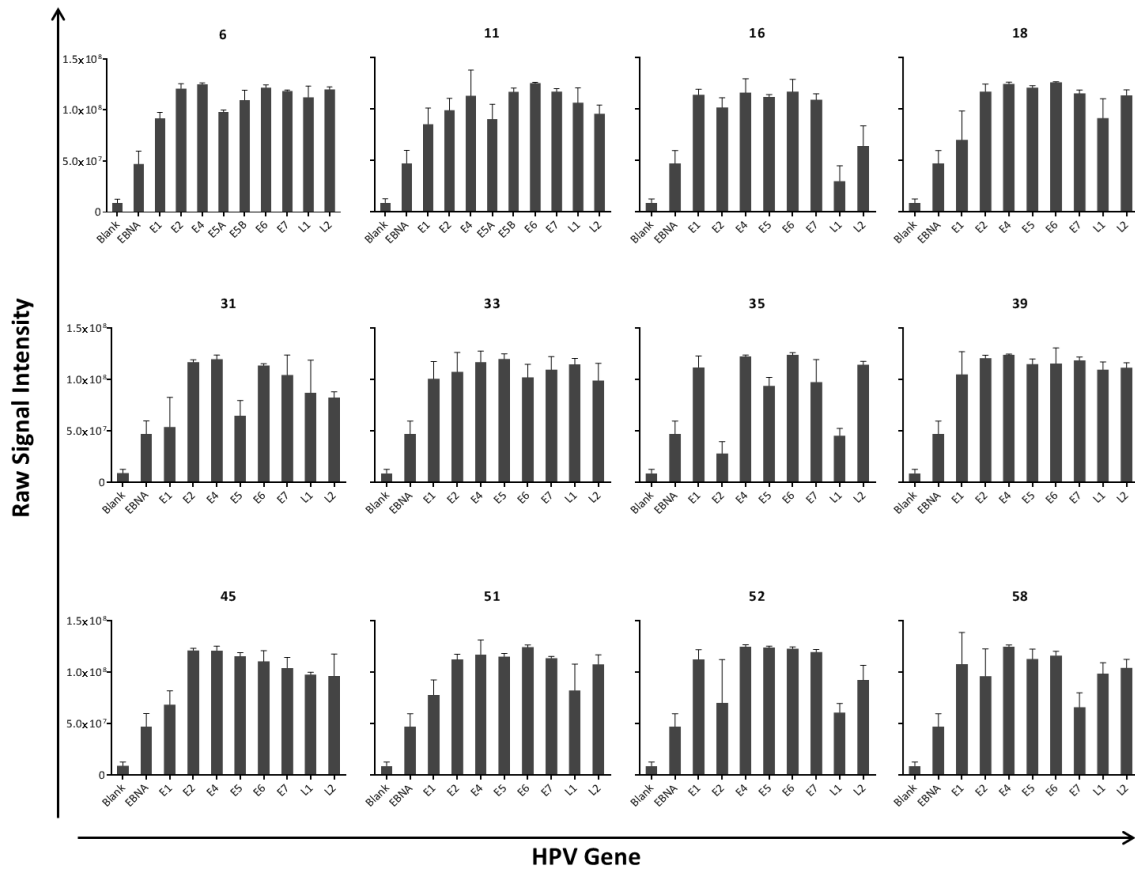 6
11
16
18
1.5x10⁸
1.0x10⁸
5.0x10⁷
0
Blank EBNA E1 E2 E4 E5A E5B E6 E7 L1 L2
Blank EBNA E1 E2 E4 E5A E5B E6 E7 L1 L2
Blank EBNA E1 E2 E4 E5 E6 E7 L1 L2
Blank EBNA E1 E2 E4 E5 E6 E7 L1 L2
31
33
35
39
1.5x10⁸
1.0x10⁸
5.0x10⁷
0
Blank EBNA E1 E2 E4 E5 E6 E7 L1 L2
Blank EBNA E1 E2 E4 E5 E6 E7 L1 L2
Blank EBNA E1 E2 E4 E5 E6 E7 L1 L2
Blank EBNA E1 E2 E4 E5 E6 E7 L1 L2
Raw Signal Intensity
45
51
52
58
1.5x10⁸
1.0x10⁸
5.0x10⁷
0
Blank EBNA E1 E2 E4 E5 E6 E7 L1 L2
Blank EBNA E1 E2 E4 E5 E6 E7 L1 L2
Blank EBNA E1 E2 E4 E5 E6 E7 L1 L2
Blank EBNA E1 E2 E4 E5 E6 E7 L1 L2
HPV Gene